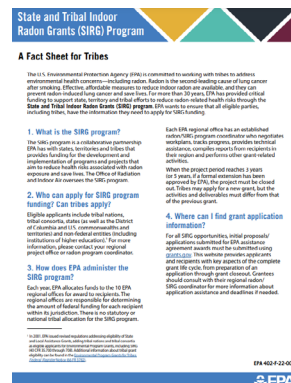 State and Tribal Indoor
Radon Grants (SIRG) Program
A Fact Sheet for Tribes
The U.S. Environmental Protection Agency (EPA) is committed to working with tribes to address
environmental health concerns—including radon. Radon is the second-leading cause of lung cancer
after smoking. Effective, affordable measures to reduce indoor radon are available, and they can
prevent radon-induced lung cancer and save lives. For more than 30 years, EPA has provided critical
funding to support state, territory and tribal efforts to reduce radon-related health risks through the
State and Tribal Indoor Radon Grants (SIRG) program. EPA wants to ensure that all eligible parties,
including tribes, have the information they need to apply for SIRG funding.
1. What is the SIRG program?
The SIRG program is a collaborative partnership
EPA has with states, territories and tribes that
provides funding for the development and
implementation of programs and projects that
aim to reduce health risks associated with radon
exposure and save lives. The Office of Radiation
and Indoor Air oversees the SIRG program.
2. Who can apply for SIRG program
funding? Can tribes apply?
Eligible applicants include tribal nations,
tribal consortia, states (as well as the District
of Columbia and U.S. commonwealths and
territories) and non-federal entities (including
institutions of higher education).¹ For more
information, please contact your regional
project office or radon program coordinator.
3. How does EPA administer the
SIRG program?
Each year, EPA allocates funds to the 10 EPA
regional offices for award to recipients. The
regional offices are responsible for determining
the amount of federal funding for each recipient
within its jurisdiction. There is no statutory or
national tribal allocation for the SIRG program.
Each EPA regional office has an established
radon/SIRG program coordinator who negotiates
workplans, tracks progress, provides technical
assistance, compiles reports from recipients in
their region and performs other grant-related
activities.
When the project period reaches 3 years
(or 5 years, if a formal extension has been
approved by EPA), the project must be closed
out. Tribes may apply for a new grant, but the
activities and deliverables must differ from that
of the previous grant.
4. Where can I find grant application
information?
For all SIRG opportunities, initial proposals/
applications submitted for EPA assistance
agreement awards must be submitted using
grants.gov. This website provides applicants
and recipients with key aspects of the complete
grant life cycle, from preparation of an
application through grant closeout. Grantees
should consult with their regional radon/
SIRG coordinator for more information about
application assistance and deadlines if needed.
EPA 402-F-22-00
EPA